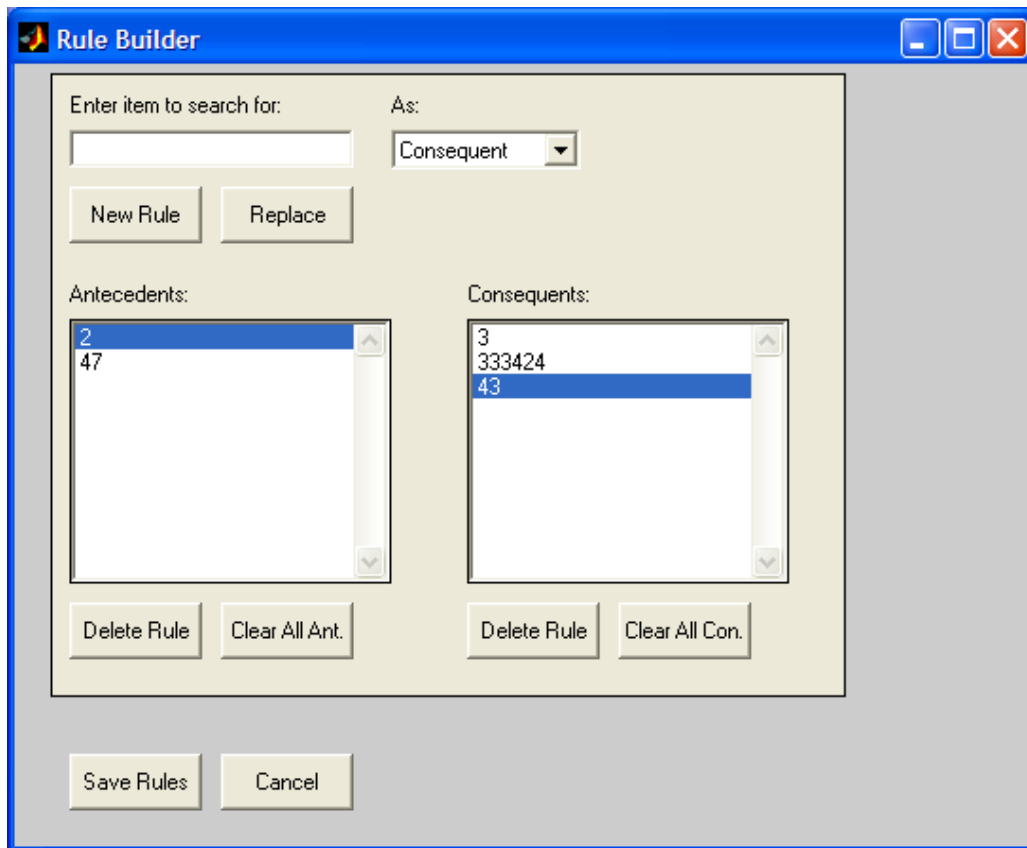 Rule Builder
Enter item to search for: As:
Consequent
New Rule Replace
Antecedents: Consequents:
2 3
47 333424
43
Delete Rule Clear All Ant. Delete Rule Clear All Con.
Save Rules Cancel